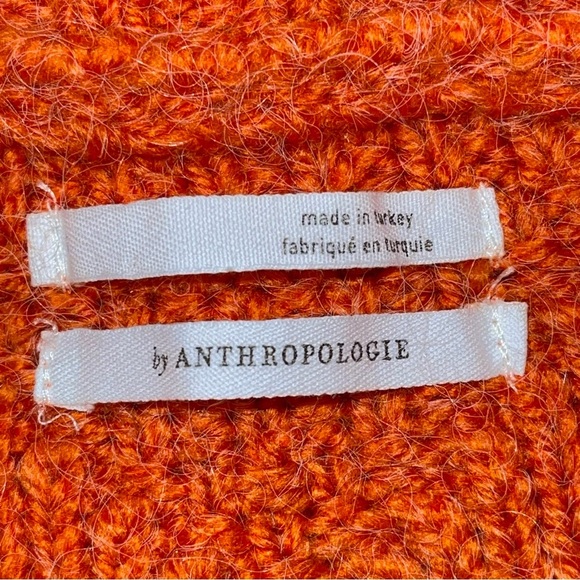 made in turkey
fabriqué en turquie
by ANTHROPOLOGIE